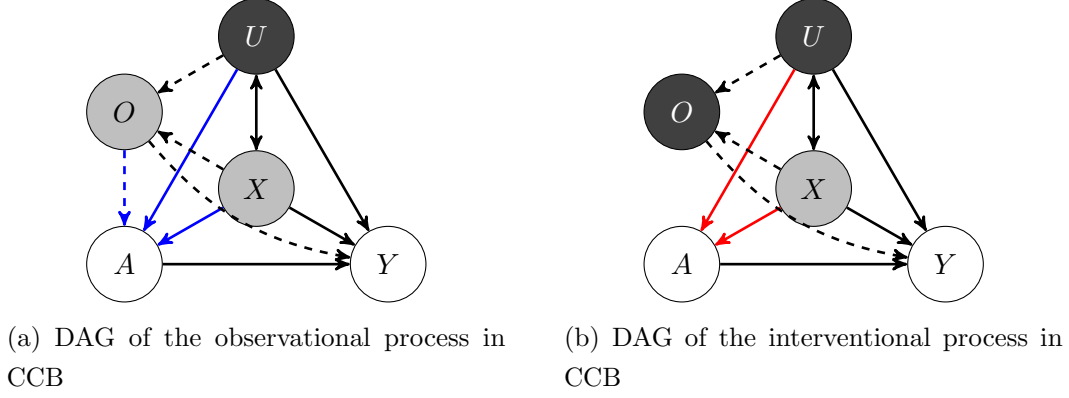 U
O
X
A
Y
(a) DAG of the observational process in
CCB
U
O
X
A
Y
(b) DAG of the interventional process in
CCB